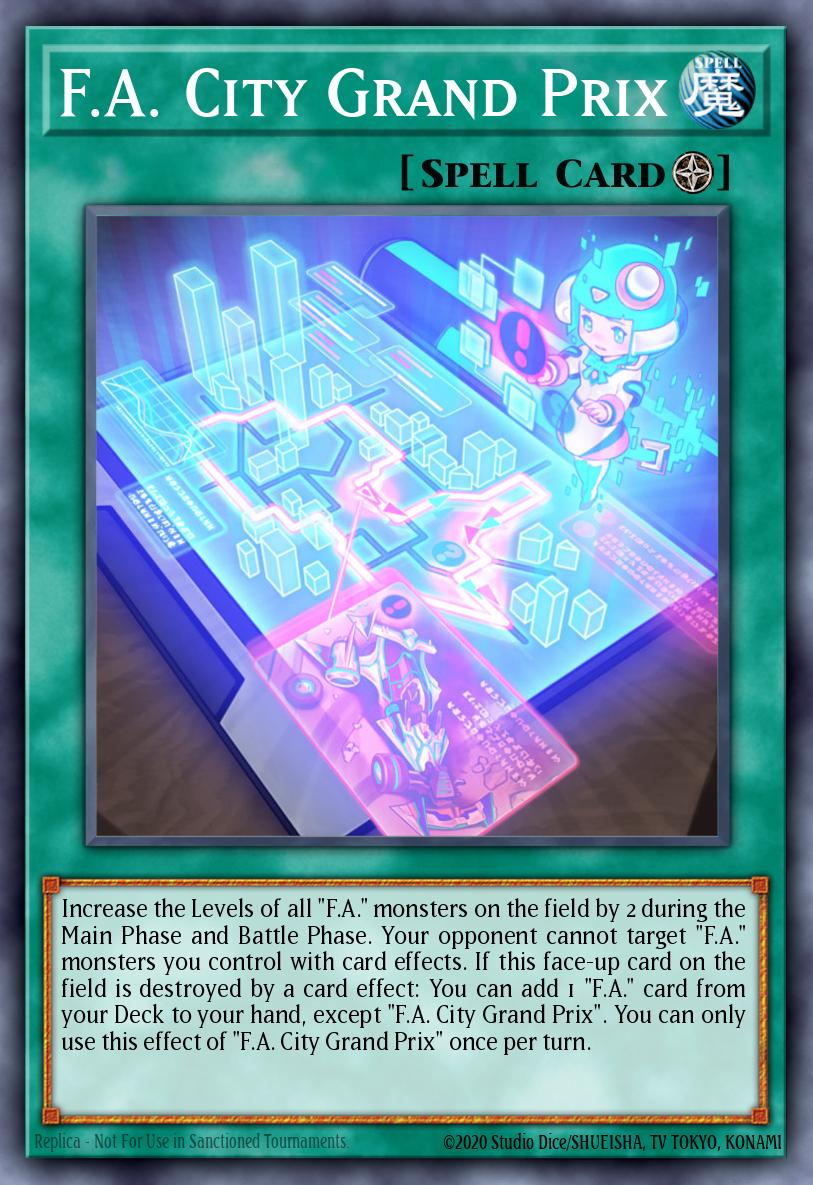 F.A. City Grand Prix
SPELL
魔
[Spell Card]
Increase the Levels of all "F.A." monsters on the field by 2 during the
Main Phase and Battle Phase. Your opponent cannot target "F.A."
monsters you control with card effects. If this face-up card on the
field is destroyed by a card effect: You can add 1 "F.A." card from
your Deck to your hand, except "F.A. City Grand Prix". You can only
use this effect of "F.A. City Grand Prix" once per turn.
Replica - Not For Use in Sanctioned Tournaments.
©2020 Studio Dice/SHUEISHA, TV TOKYO, KONAMI